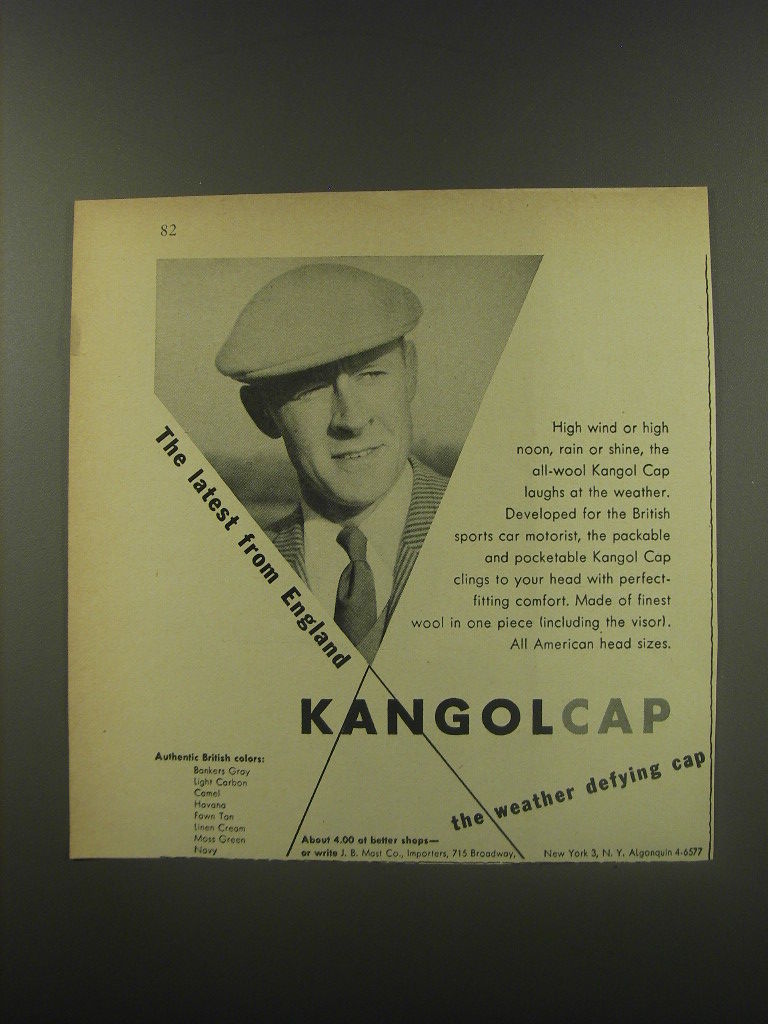 82
The latest from England
High wind or high
noon, rain or shine, the
all-wool Kangol Cap
laughs at the weather.
Developed for the British
sports car motorist, the packable
and pocketable Kangol Cap
clings to your head with perfect-
fitting comfort. Made of finest
wool in one piece (including the visor).
All American head sizes.
KANGOLCAP
the weather defying cap
Authentic British colors:
Bankers Gray
Light Carbon
Camel
Havana
Fawn Tan
Linen Cream
Moss Green
Navy
About 4.00 at better shops—
or write J. B. Mast Co., Importers, 715 Broadway, New York 3, N. Y. Algonquin 4-6577